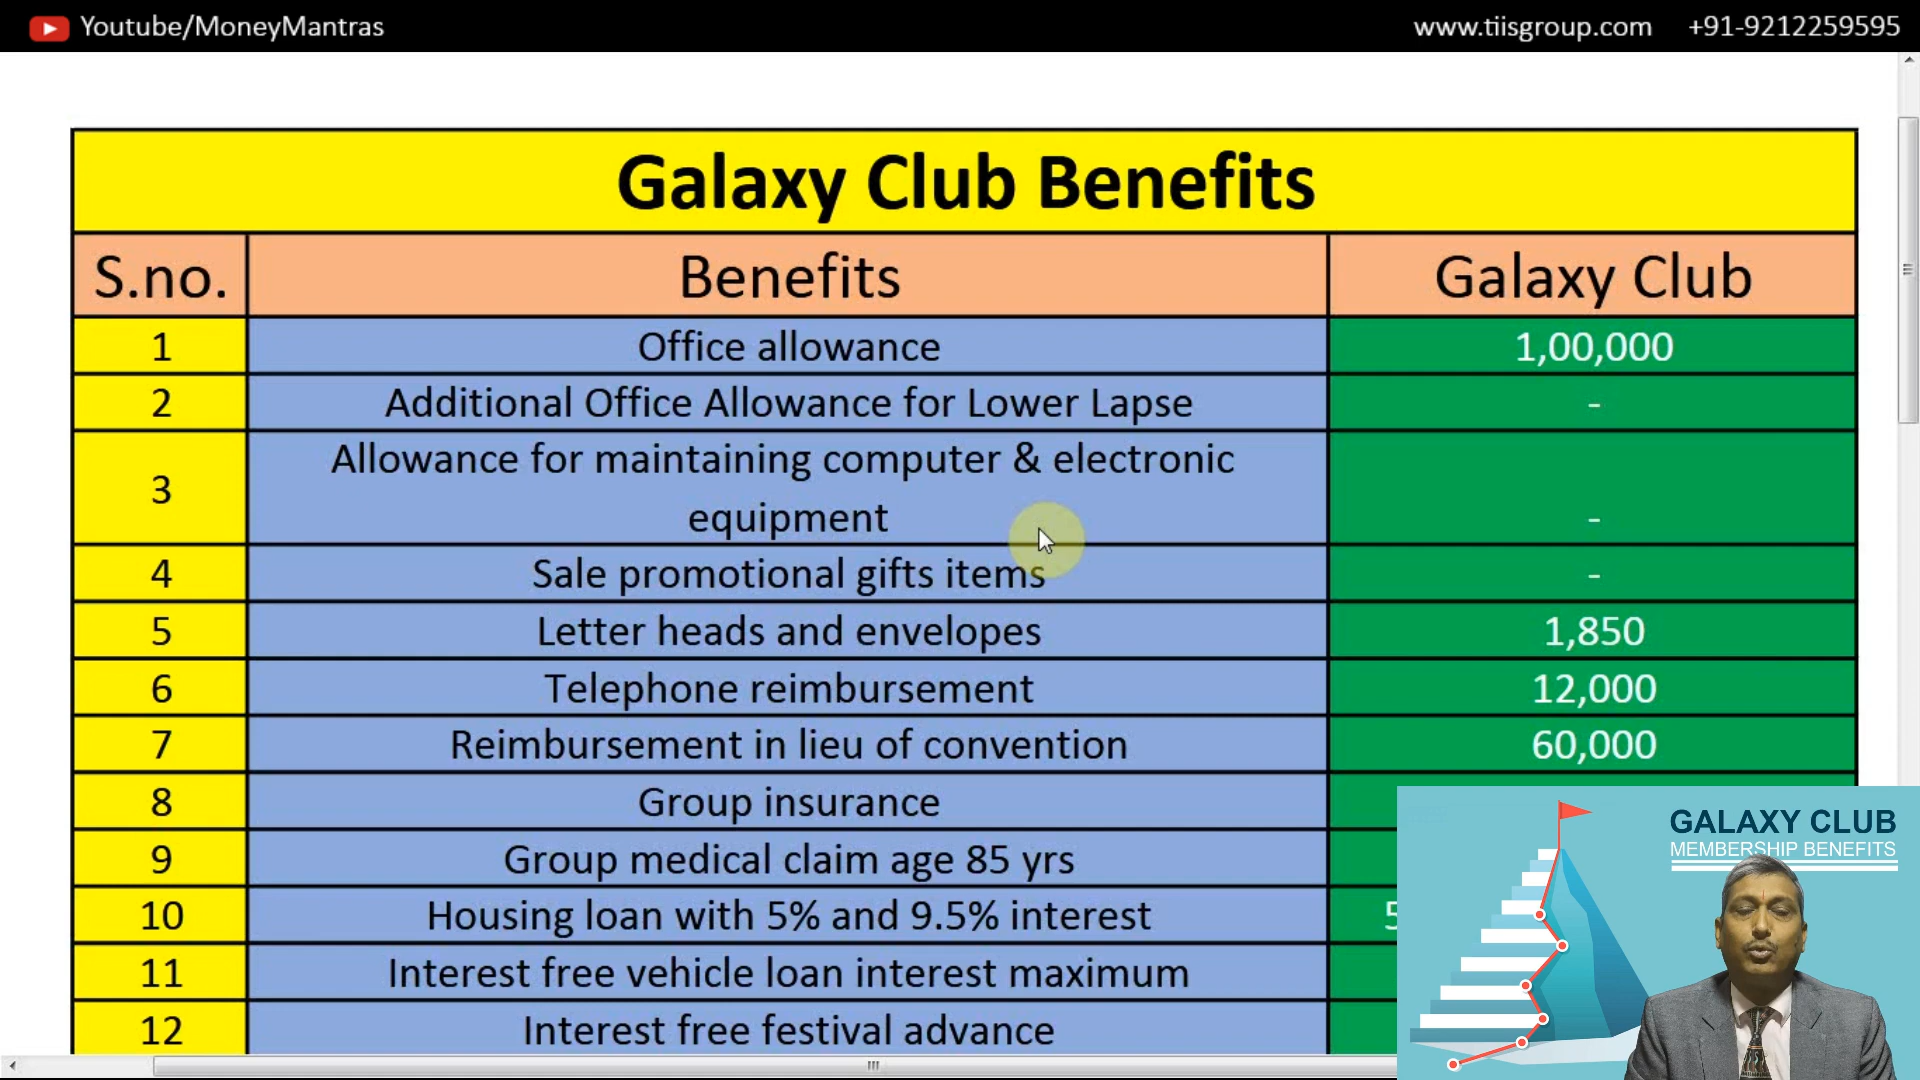 Youtube/MoneyMantras www.tiisgroup.com +91-9212259595
Galaxy Club Benefits
S.no. Benefits Galaxy Club
1 Office allowance 1,00,000
2 Additional Office Allowance for Lower Lapse -
3 Allowance for maintaining computer & electronic
equipment -
4 Sale promotional gifts items -
5 Letter heads and envelopes 1,850
6 Telephone reimbursement 12,000
7 Reimbursement in lieu of convention 60,000
8 Group insurance
9 Group medical claim age 85 yrs
10 Housing loan with 5% and 9.5% interest 5
11 Interest free vehicle loan interest maximum
12 Interest free festival advance
GALAXY CLUB
MEMBERSHIP BENEFITS